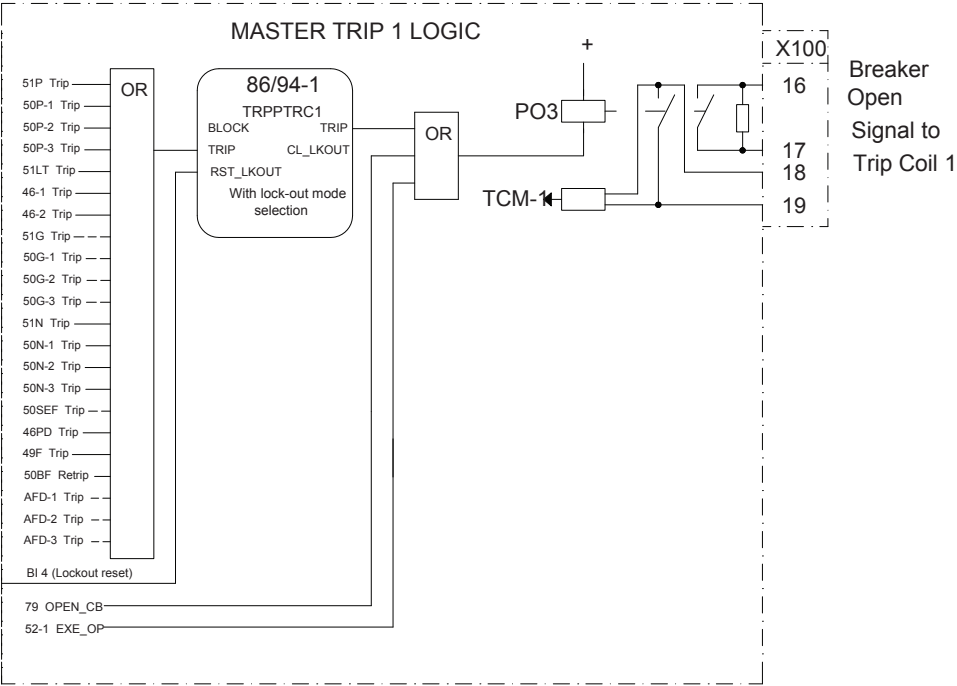 MASTER TRIP 1 LOGIC
51P Trip
50P-1 Trip
50P-2 Trip
50P-3 Trip
51LT Trip
46-1 Trip
46-2 Trip
51G Trip
50G-1 Trip
50G-2 Trip
50G-3 Trip
51N Trip
50N-1 Trip
50N-2 Trip
50N-3 Trip
50SEF Trip
46PD Trip
49F Trip
50BF Retrip
AFD-1 Trip
AFD-2 Trip
AFD-3 Trip
BI 4 (Lockout reset)
79 OPEN_CB
52-1 EXE_OP
OR
86/94-1
TRPPTRC1
BLOCK TRIP
TRIP CL_LKOUT
RST_LKOUT
With lock-out mode
selection
OR
+
PO3
TCM-1
X100
16
17
18
19
Breaker
Open
Signal to
Trip Coil 1